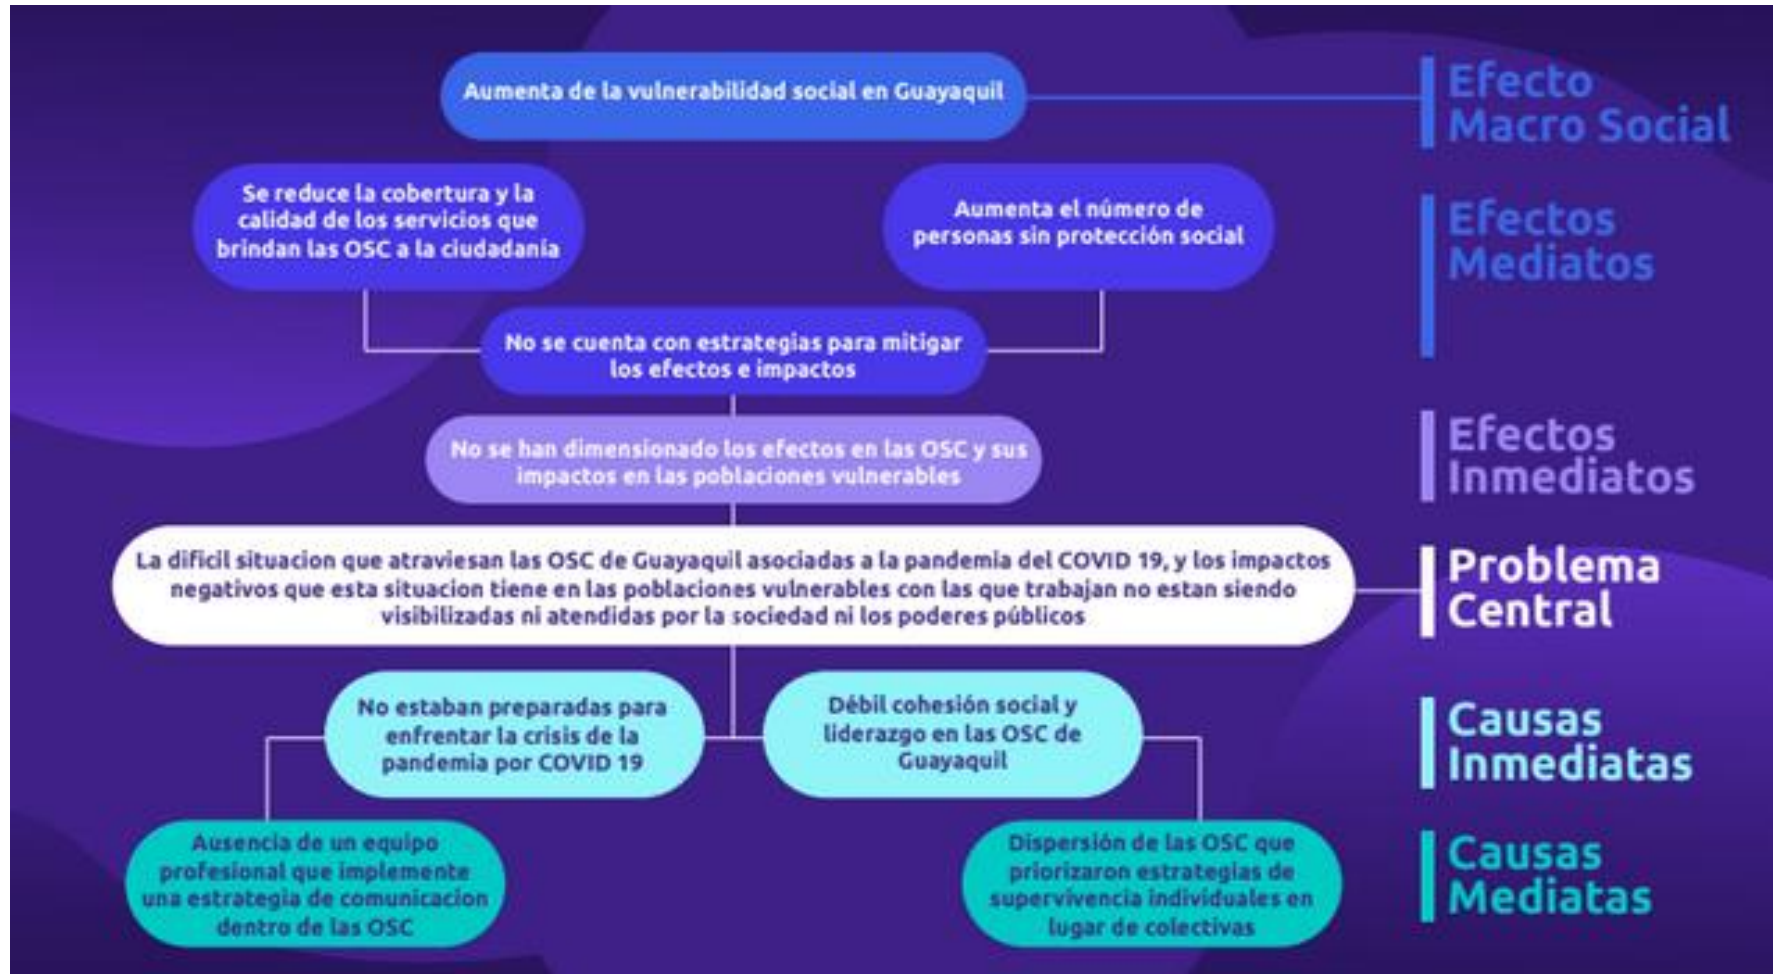 Aumenta de la vulnerabilidad social en Guayaquil
Efecto
Macro Social
Se reduce la cobertura y la
calidad de los servicios que
brindan las OSC a la ciudadanía
Aumenta el número de
personas sin protección social
Efectos
Mediatos
No se cuenta con estrategias para mitigar
los efectos e impactos
No se han dimensionado los efectos en las OSC y sus
impactos en las poblaciones vulnerables
Efectos
Inmediatos
La dificil situacion que atraviesan las OSC de Guayaquil asociadas a la pandemia del COVID 19, y los impactos
negativos que esta situacion tiene en las poblaciones vulnerables con las que trabajan no estan siendo
visibilizadas ni atendidas por la sociedad ni los poderes públicos
Problema
Central
No estaban preparadas para
enfrentar la crisis de la
pandemia por COVID 19
Débil cohesión social y
liderazgo en las OSC de
Guayaquil
Causas
Inmediatas
Ausencia de un equipo
profesional que implemente
una estrategia de comunicacion
dentro de las OSC
Dispersión de las OSC que
priorizaron estrategias de
supervivencia individuales en
lugar de colectivas
Causas
Mediatas